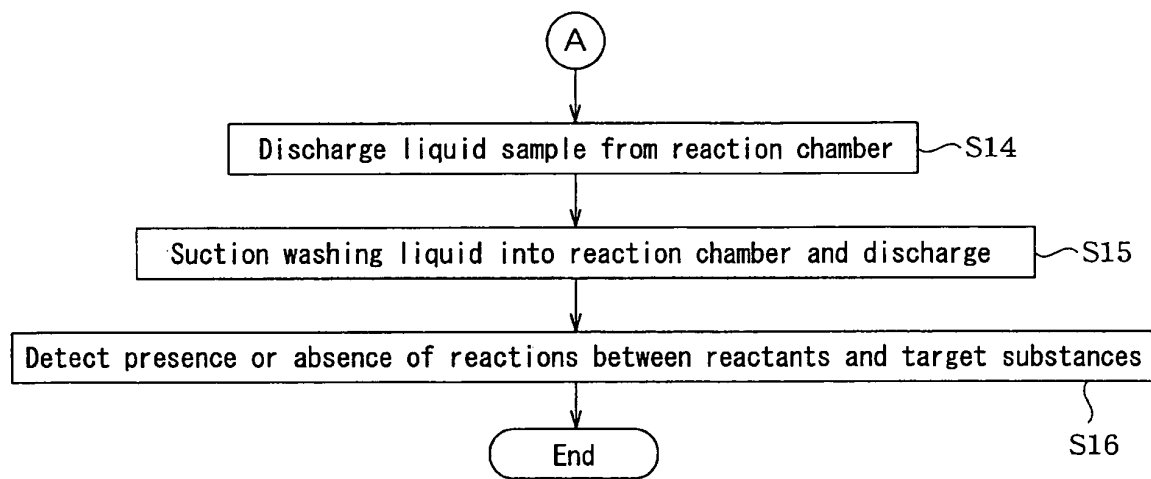 A
Discharge liquid sample from reaction chamber
S14
Suction washing liquid into reaction chamber and discharge
S15
Detect presence or absence of reactions between reactants and target substances
S16
End